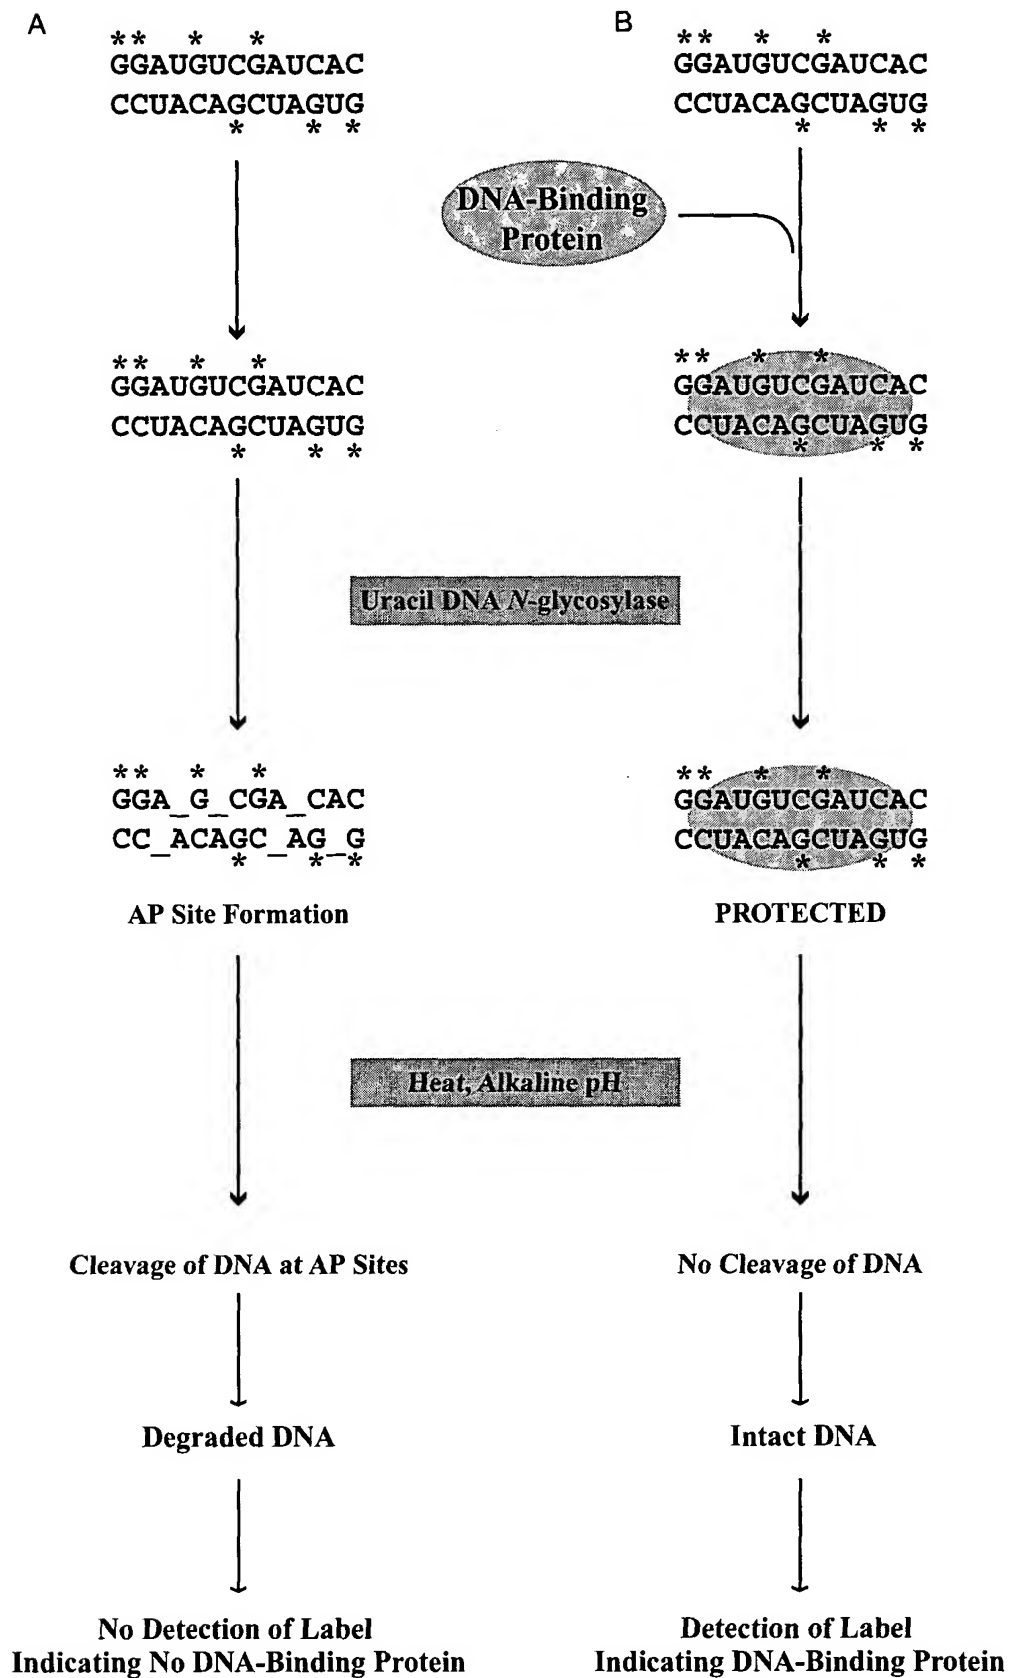 A
** * *
GGAUGUCGAUCAC
CCUACAGCUAGUG
* * *
B
** * *
GGAUGUCGAUCAC
CCUACAGCUAGUG
* * *
DNA-Binding
Protein
** * *
GGAUGUCGAUCAC
CCUACAGCUAGUG
* * *
** * *
GGAUGUCGAUCAC
CCUACAGCUAGUG
* * *
Uracil DNA N-glycosylase
** * *
GGA_G_CGA_CAC
CC_ACAGC_AG_G
* * *
AP Site Formation
** * *
GGAUGUCGAUCAC
CCUACAGCUAGUG
* * *
PROTECTED
Heat, Alkaline pH
Cleavage of DNA at AP Sites
No Cleavage of DNA
Degraded DNA
Intact DNA
No Detection of Label
Indicating No DNA-Binding Protein
Detection of Label
Indicating DNA-Binding Protein